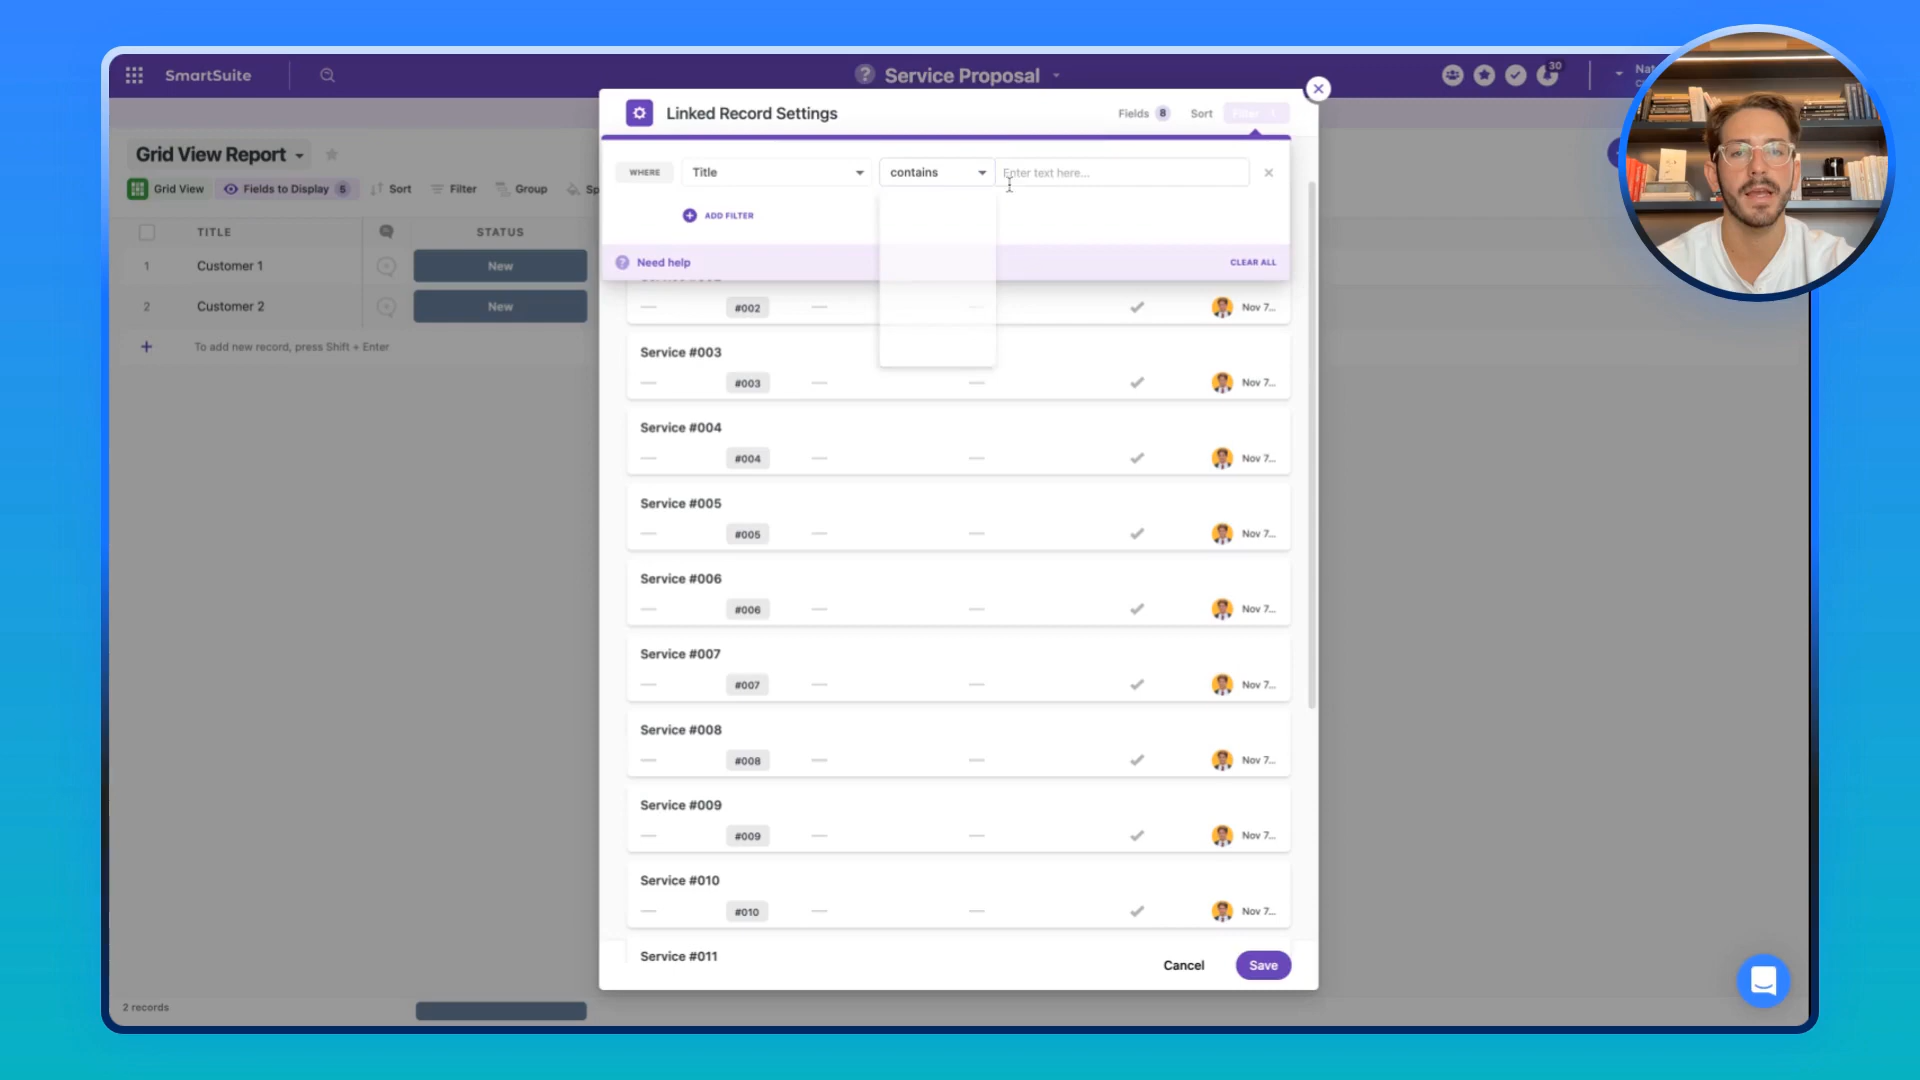 SmartSuite
Service Proposal
30
Linked Record Settings
Fields 8
Sort
Filter 1
Grid View Report
Grid View
Fields to Display 5
Sort
Filter
Group
Sp
WHERE
Title
contains
Enter text here...
ADD FILTER
Need help
CLEAR ALL
TITLE
STATUS
1
Customer 1
New
2
Customer 2
New
To add new record, press Shift + Enter
#002
Nov 7...
Service #003
#003
Nov 7...
Service #004
#004
Nov 7...
Service #005
#005
Nov 7...
Service #006
#006
Nov 7...
Service #007
#007
Nov 7...
Service #008
#008
Nov 7...
Service #009
#009
Nov 7...
Service #010
#010
Nov 7...
Service #011
Cancel
Save
2 records